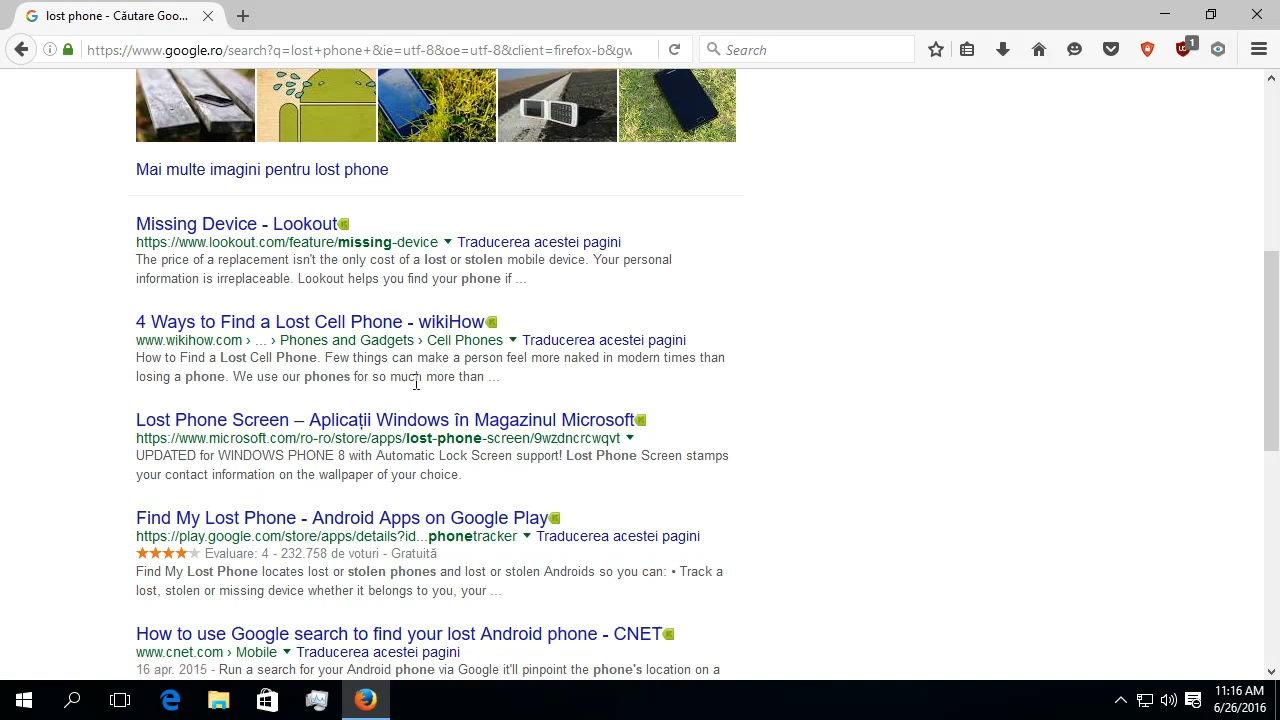 lost phone - Căutare Goo...
https://www.google.ro/search?q=lost+phone+&ie=utf-8&oe=utf-8&client=firefox-b&gw
Search
1
Mai multe imagini pentru lost phone
Missing Device - Lookout
https://www.lookout.com/feature/missing-device Traducerea acestei pagini
The price of a replacement isn't the only cost of a lost or stolen mobile device. Your personal
information is irreplaceable. Lookout helps you find your phone if ...
4 Ways to Find a Lost Cell Phone - wikiHow
www.wikihow.com › ... › Phones and Gadgets › Cell Phones Traducerea acestei pagini
How to Find a Lost Cell Phone. Few things can make a person feel more naked in modern times than
losing a phone. We use our phones for so much more than ...
Lost Phone Screen – Aplicații Windows în Magazinul Microsoft
https://www.microsoft.com/ro-ro/store/apps/lost-phone-screen/9wzdncrcwqvt
UPDATED for WINDOWS PHONE 8 with Automatic Lock Screen support! Lost Phone Screen stamps
your contact information on the wallpaper of your choice.
Find My Lost Phone - Android Apps on Google Play
https://play.google.com/store/apps/details?id...phonetracker Traducerea acestei pagini
Evaluare: 4 - 232.758 de voturi - Gratuită
Find My Lost Phone locates lost or stolen phones and lost or stolen Androids so you can: • Track a
lost, stolen or missing device whether it belongs to you, your ...
How to use Google search to find your lost Android phone - CNET
www.cnet.com › Mobile Traducerea acestei pagini
16 apr. 2015 - Run a search for your Android phone via Google it'll pinpoint the phone's location on a
11:16 AM
6/26/2016